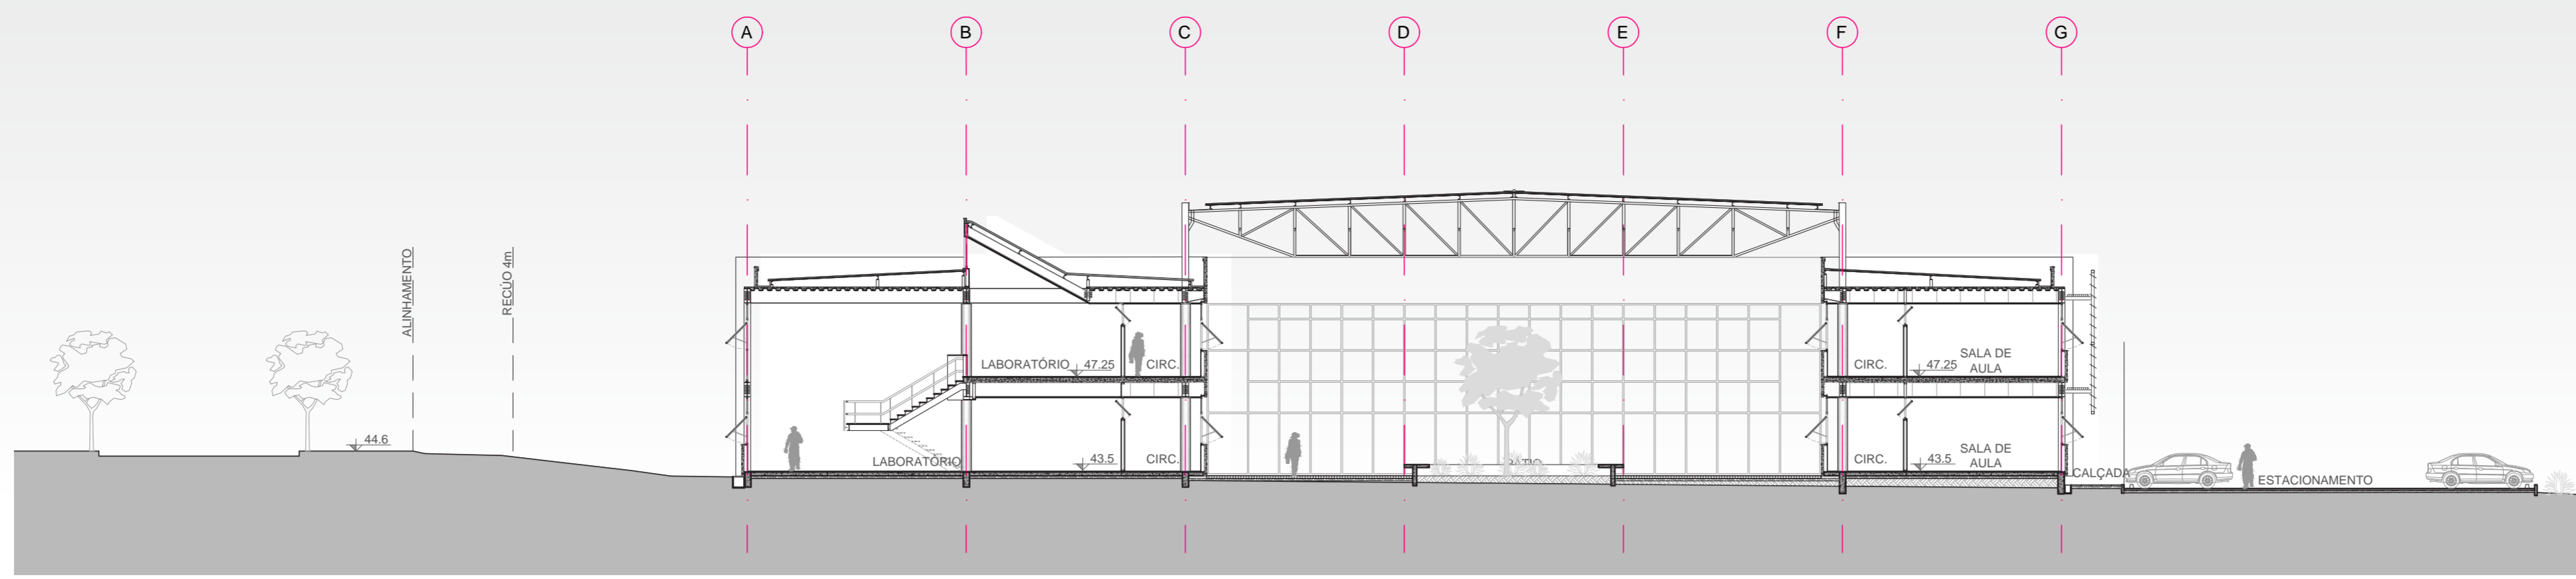 A
B
C
D
E
F
G
ALINHAMENTO
RECÚO 4m
44.6
LABORATÓRIO
47.25
CIRC.
CIRC.
47.25
SALA DE
AULA
LABORATÓRIO
43.5
CIRC.
PÁTIO
CIRC.
43.5
SALA DE
AULA
CALÇADA
ESTACIONAMENTO